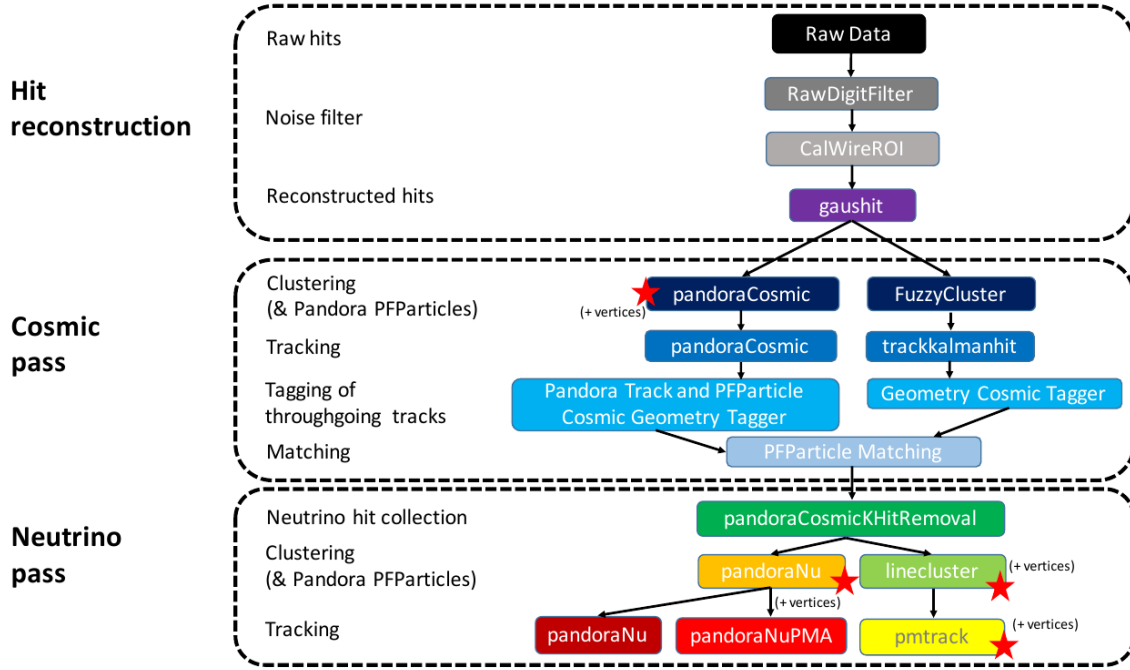 Hit
reconstruction
Raw hits
Raw Data
RawDigitFilter
Noise filter
CalWireROI
Reconstructed hits
gaushit
Cosmic
pass
Clustering
(& Pandora PFParticles)
(+ vertices)
pandoraCosmic
FuzzyCluster
Tracking
pandoraCosmic
trackkalmanhit
Tagging of
throughgoing tracks
Pandora Track and PFParticle
Cosmic Geometry Tagger
Geometry Cosmic Tagger
Matching
PFParticle Matching
Neutrino
pass
Neutrino hit collection
pandoraCosmicKHitRemoval
Clustering
(& Pandora PFParticles)
pandoraNu
linecluster
(+ vertices)
(+ vertices)
Tracking
pandoraNu
pandoraNuPMA
pmtrack
(+ vertices)